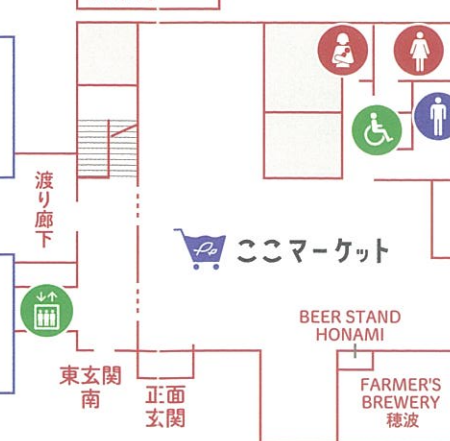 渡り廊下
ここマーケット
BEER STAND
HONAMI
東玄関
南
正面
玄関
FARMER'S
BREWERY
穂波